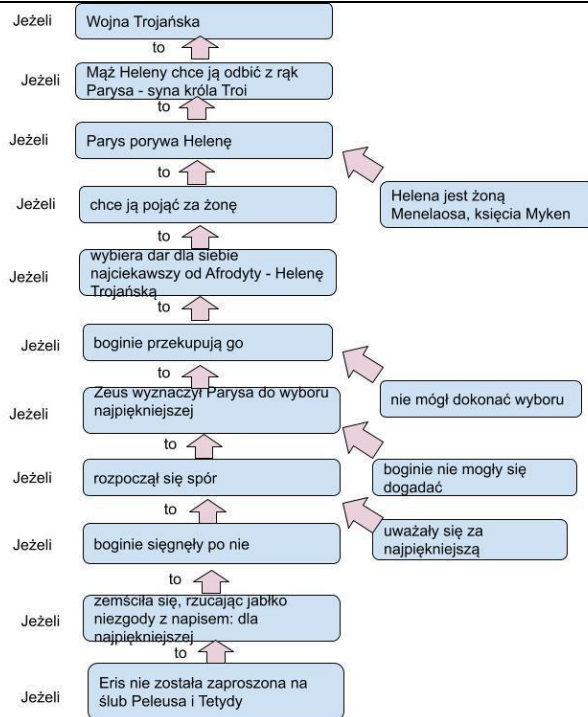 Jeżeli
Wojna Trojańska
to
Jeżeli
Mąż Heleny chce ją odbić z rąk
Parysa - syna króla Troi
to
Jeżeli
Parys porywa Helenę
to
Helena jest żoną
Menelaosa, księcia Myken
Jeżeli
chce ją pojąć za żonę
to
Jeżeli
wybiera dar dla siebie
najciekawszy od Afrodyty - Helenę
Trojańską
to
Jeżeli
boginie przekupują go
to
nie mógł dokonać wyboru
Jeżeli
Zeus wyznaczył Parysa do wyboru
najpiękniejszej
to
boginie nie mogły się
dogadać
Jeżeli
rozpoczął się spór
to
uważały się za
najpiękniejszą
Jeżeli
boginie sięgnęły po nie
to
Jeżeli
zemściła się, rzucając jabłko
niezgody z napisem: dla
najpiękniejszej
to
Jeżeli
Eris nie została zaproszona na
ślub Peleusa i Tetydy